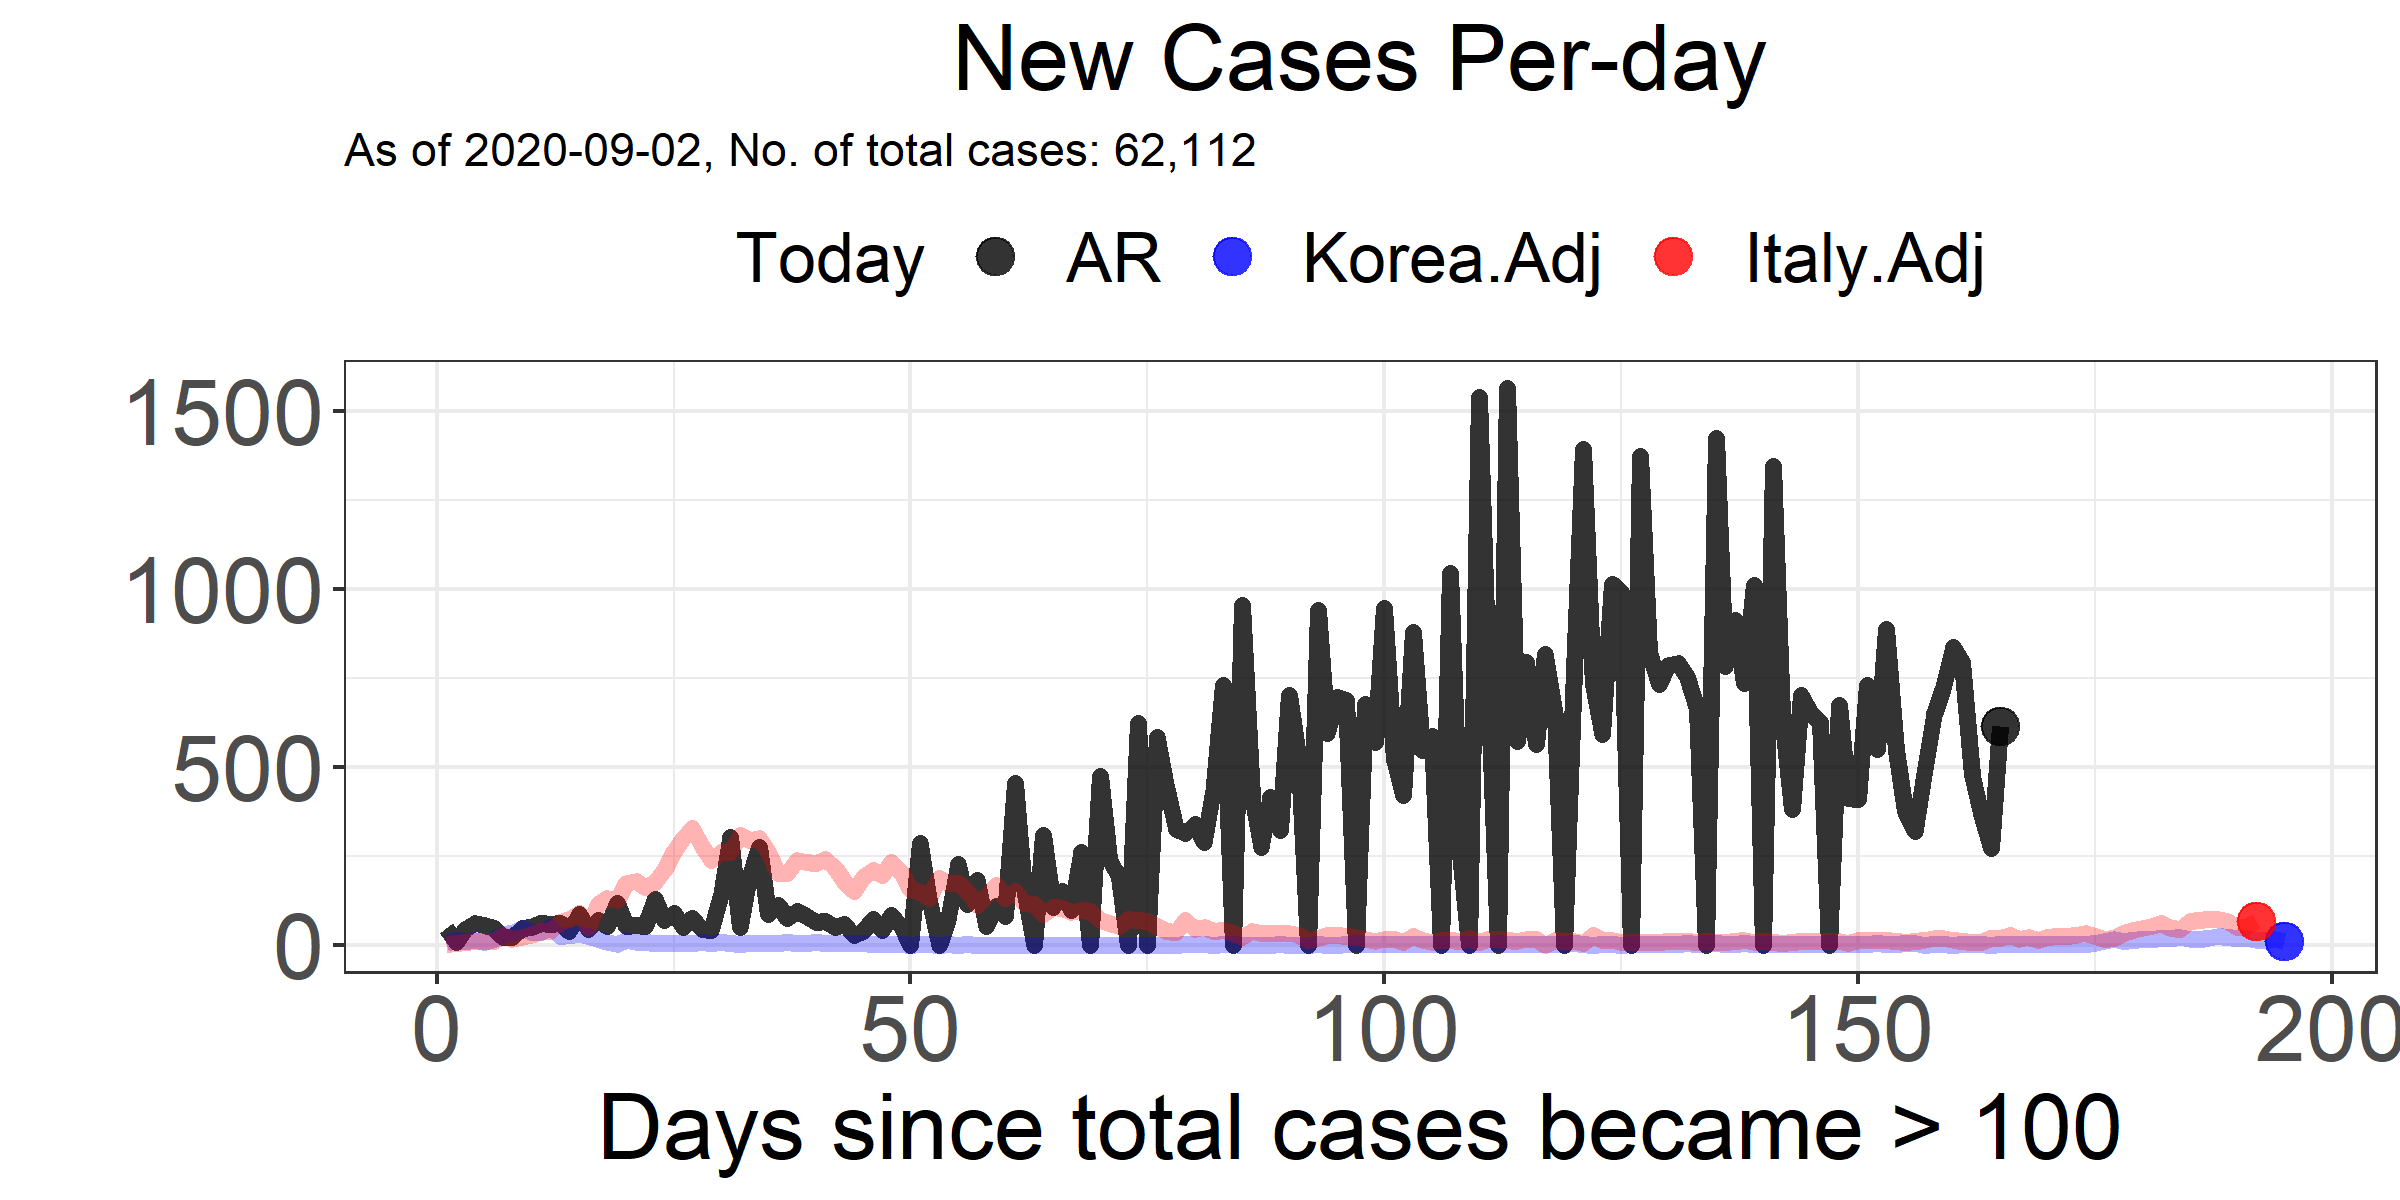 New Cases Per-day
As of 2020-09-02, No. of total cases: 62,112
Today AR Korea.Adj Italy.Adj
1500
1000
500
0
0 50 100 150 200
Days since total cases became > 100